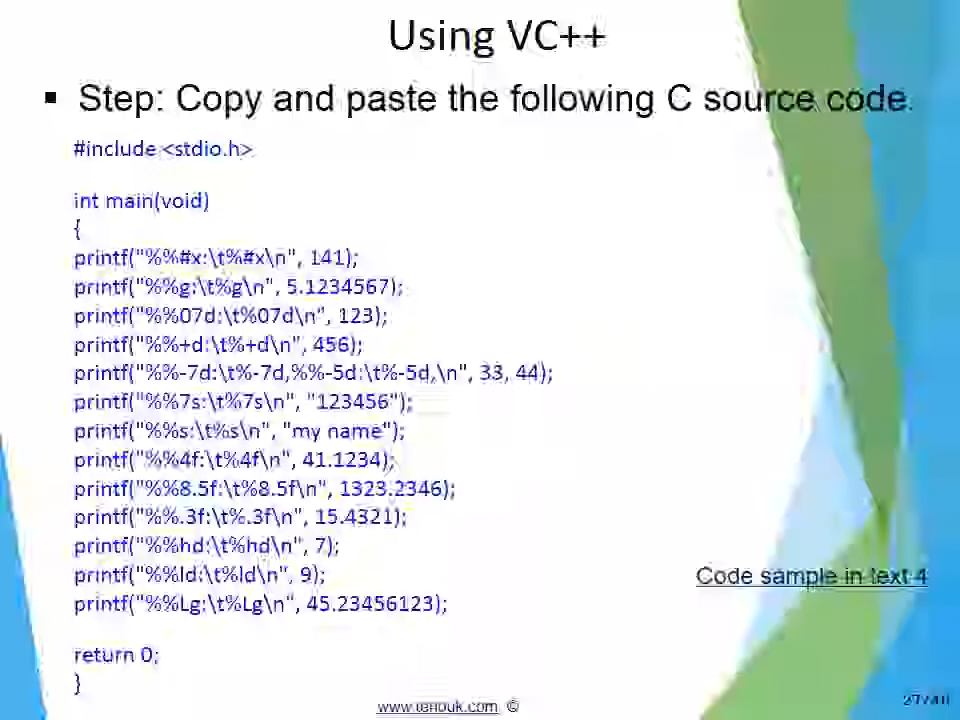 Using VC++
▪ Step: Copy and paste the following C source code.
#include <stdio.h>
int main(void)
{
printf("%%#x:\t%#x\n", 141);
printf("%%g:\t%g\n", 5.1234567);
printf("%%07d:\t%07d\n", 123);
printf("%%+d:\t%+d\n", 456);
printf("%%-7d:\t%-7d,%%-5d:\t%-5d,\n", 33, 44);
printf("%%7s:\t%7s\n", "123456");
printf("%%s:\t%s\n", "my name");
printf("%%4f:\t%4f\n", 41.1234);
printf("%%8.5f:\t%8.5f\n", 1323.2346);
printf("%%.3f:\t%.3f\n", 15.4321);
printf("%%hd:\t%hd\n", 7);
printf("%%ld:\t%ld\n", 9);
Code sample in text 4
printf("%%Lg:\t%Lg\n", 45.23456123);
return 0;
}
www.tenouk.com ©